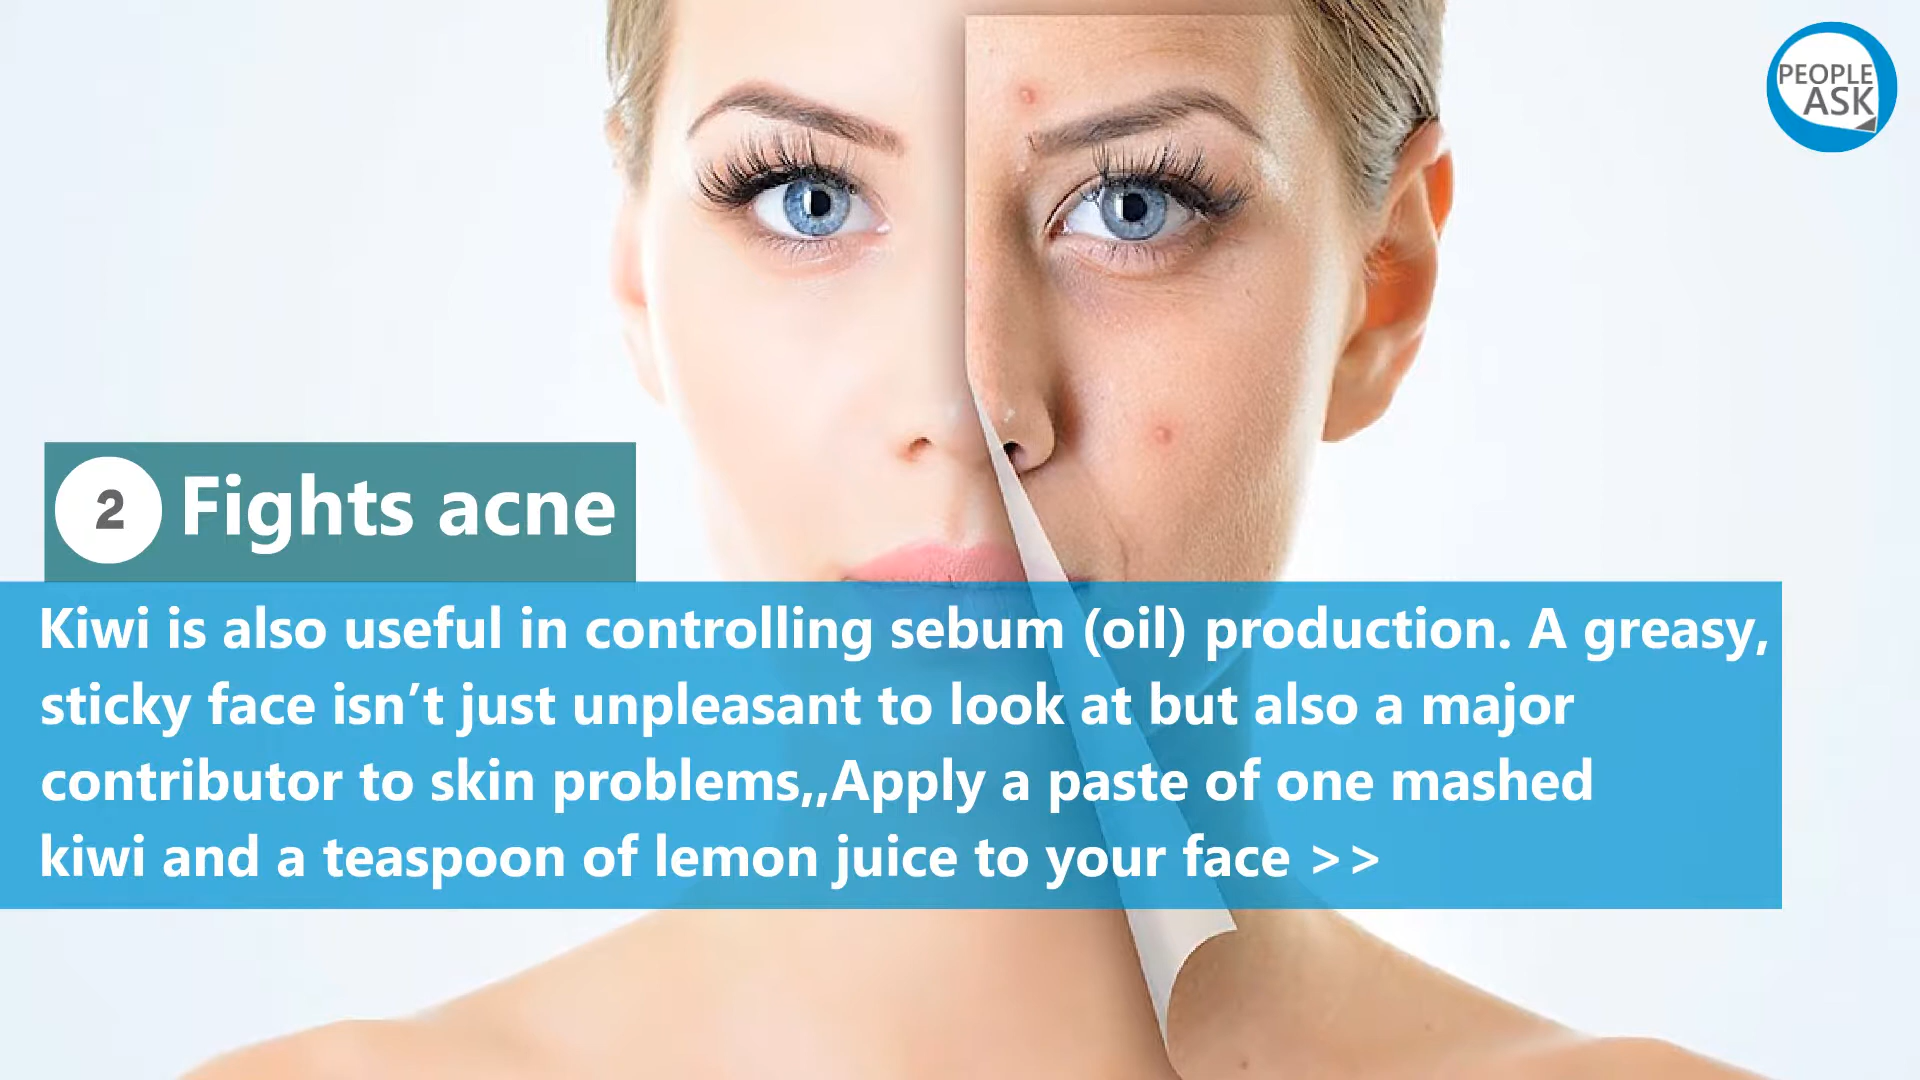 PEOPLE
ASK
2 Fights acne
Kiwi is also useful in controlling sebum (oil) production. A greasy,
sticky face isn’t just unpleasant to look at but also a major
contributor to skin problems,,Apply a paste of one mashed
kiwi and a teaspoon of lemon juice to your face >>